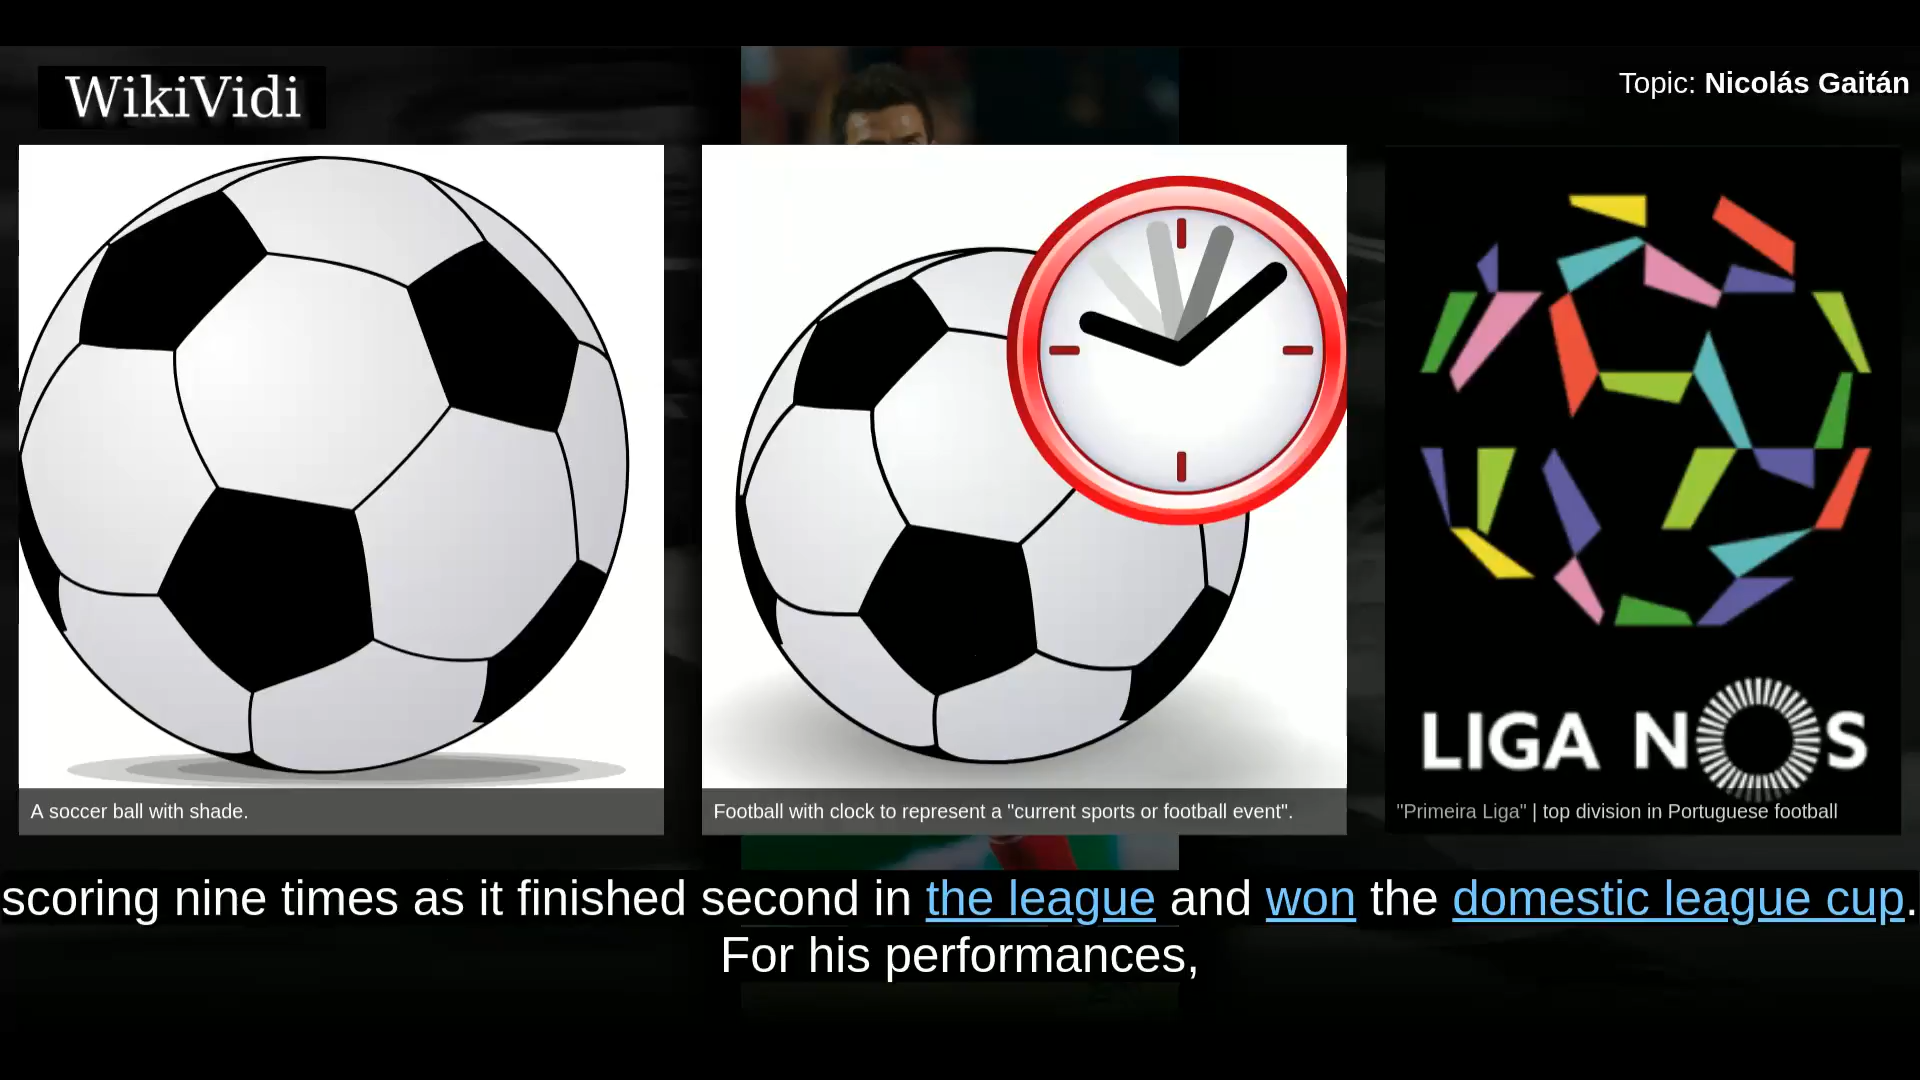 WikiVidi
Topic: Nicolás Gaitán
LIGA NOS
A soccer ball with shade.
Football with clock to represent a "current sports or football event".
"Primeira Liga" | top division in Portuguese football
scoring nine times as it finished second in the league and won the domestic league cup.
For his performances,